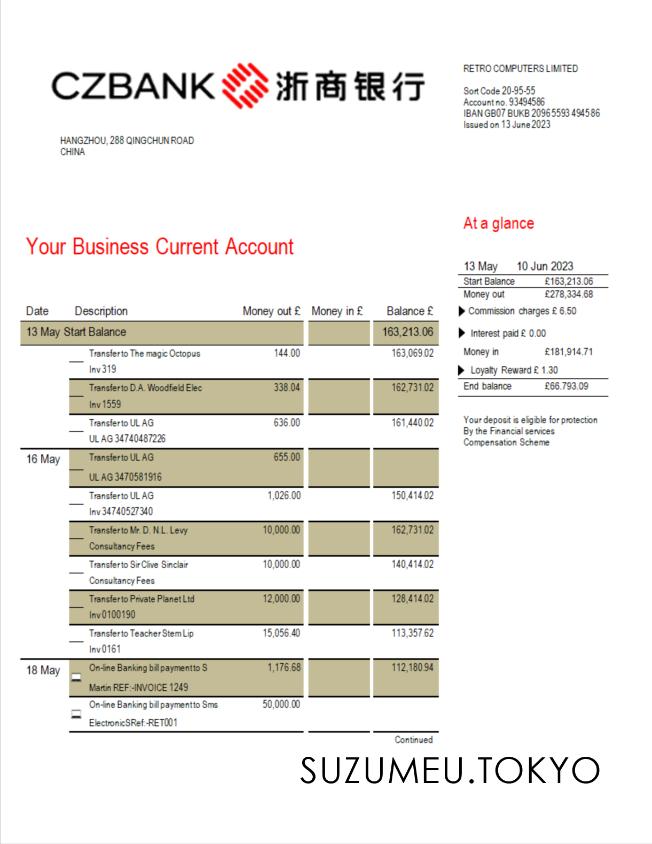 CZBANK 浙商银行
HANGZHOU, 288 QINGCHUN ROAD
CHINA
RETRO COMPUTERS LIMITED
Sort Code 20-95-55
Account no. 93494586
IBAN GB07 BUKB 2096 5593 4945 86
Issued on 13 June 2023
At a glance
13 May 10 Jun 2023
Start Balance £163,213.06
Money out £278,334.68
Commission charges £ 6.50
Interest paid £ 0.00
Money in £181,914.71
Loyalty Reward £ 1.30
End balance £66.793.09
Your deposit is eligible for protection
By the Financial services
Compensation Scheme
Your Business Current Account
Date Description Money out £ Money in £ Balance £
13 May Start Balance 163,213.06
Transfer to The magic Octopus 144.00 163,069.02
Inv 319
Transfer to D.A. Woodfield Elec 338.04 162,731.02
Inv 1559
Transfer to UL AG 636.00 161,440.02
UL AG 34740487226
16 May Transfer to UL AG 655.00
UL AG 3470581916
Transfer to UL AG 1,026.00 150,414.02
Inv 34740527340
Transfer to Mr. D. N.L. Levy 10,000.00 162,731.02
Consultancy Fees
Transfer to Sir Clive Sinclair 10,000.00 140,414.02
Consultancy Fees
Transfer to Private Planet Ltd 12,000.00 128,414.02
Inv 0100190
Transfer to Teacher Stem Lip 15,056.40 113,357.62
Inv 0161
18 May On-line Banking bill payment to S 1,176.68 112,180.94
Martin REF:-INVOICE 1249
On-line Banking bill payment to Sms 50,000.00
ElectronicSRef:-RET001
Continued
SUZUMEU.TOKYO